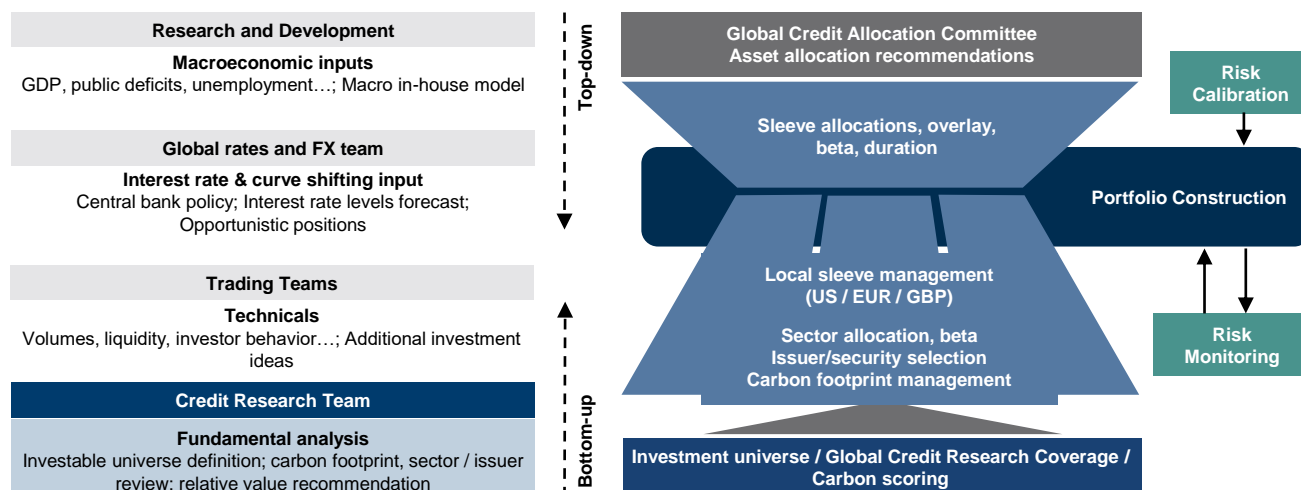 Research and Development
Macroeconomic inputs
GDP, public deficits, unemployment…; Macro in-house model
Global rates and FX team
Interest rate & curve shifting input
Central bank policy; Interest rate levels forecast;
Opportunistic positions
Trading Teams
Technicals
Volumes, liquidity, investor behavior…; Additional investment
ideas
Credit Research Team
Fundamental analysis
Investable universe definition; carbon footprint, sector / issuer
review; relative value recommendation
Top-down
Bottom-up
Global Credit Allocation Committee
Asset allocation recommendations
Sleeve allocations, overlay,
beta, duration
Portfolio Construction
Local sleeve management
(US / EUR / GBP)
Sector allocation, beta
Issuer/security selection
Carbon footprint management
Investment universe / Global Credit Research Coverage /
Carbon scoring
Risk
Calibration
Risk
Monitoring